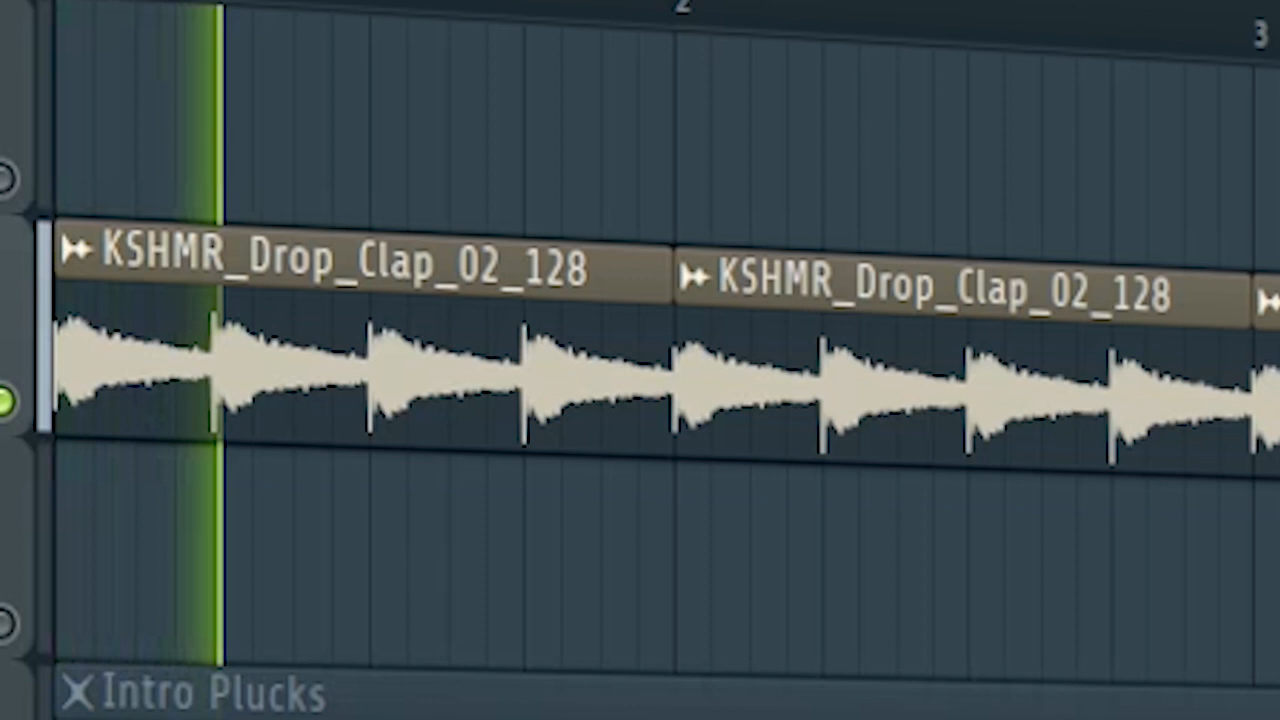 2
3
KSHMR_Drop_Clap_02_128
KSHMR_Drop_Clap_02_128
Intro Plucks